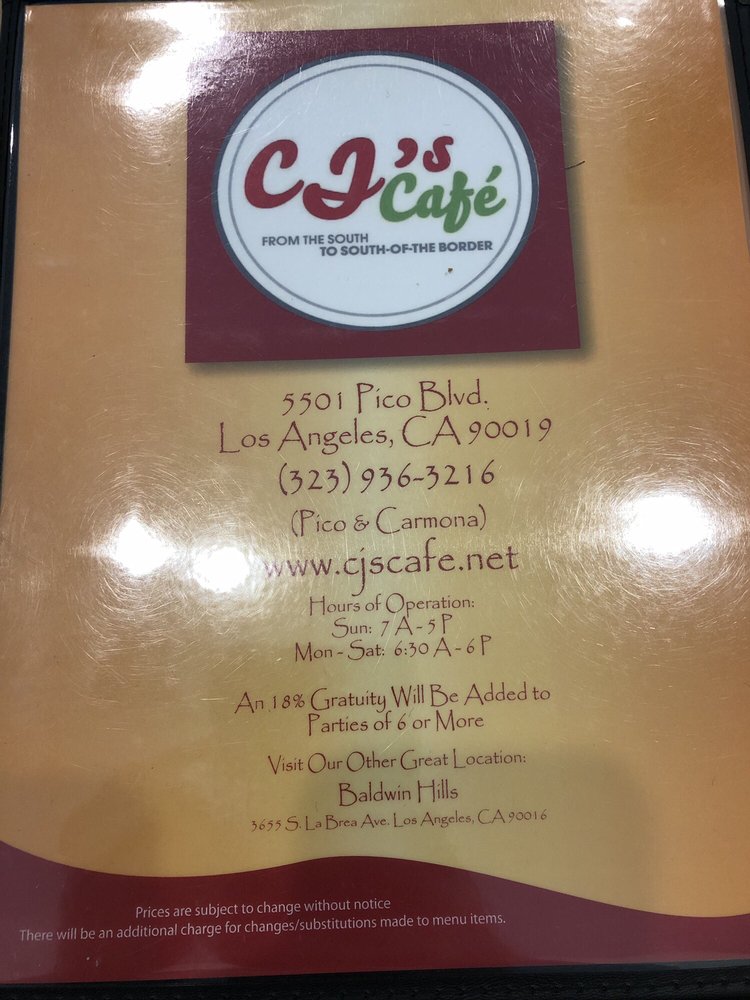 CJ's
Café
FROM THE SOUTH
TO SOUTH-OF-THE BORDER
5501 Pico Blvd.
Los Angeles, CA 90019
(323) 936-3216
(Pico & Carmona)
www.cjscafe.net
Hours of Operation:
Sun: 7 A - 5 P
Mon - Sat: 6:30 A - 6 P
An 18% Gratuity Will Be Added to
Parties of 6 or More
Visit Our Other Great Location:
Baldwin Hills
3655 S. La Brea Ave. Los Angeles, CA 90016
Prices are subject to change without notice
There will be an additional charge for changes/substitutions made to menu items.